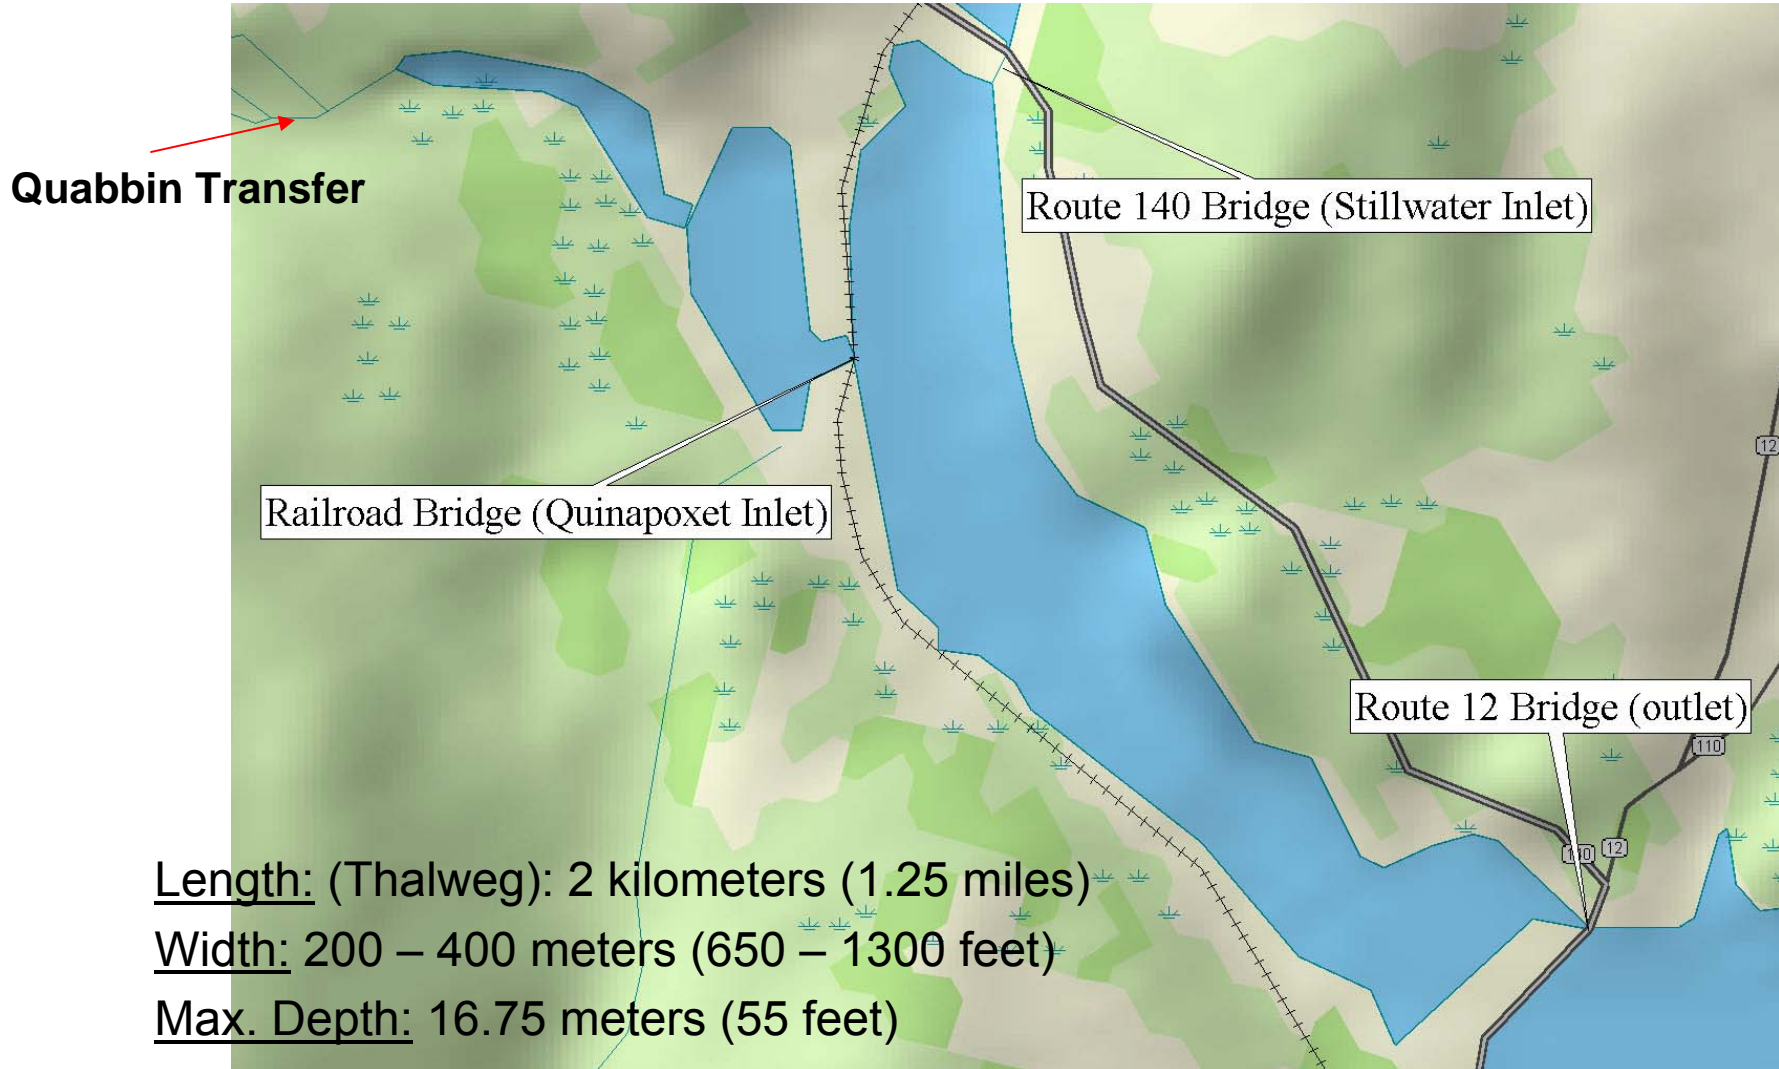 Quabbin Transfer
Route 140 Bridge (Stillwater Inlet)
12
Railroad Bridge (Quinapoxet Inlet)
Route 12 Bridge (outlet)
110
140
12
Length: (Thalweg): 2 kilometers (1.25 miles)
Width: 200 – 400 meters (650 – 1300 feet)
Max. Depth: 16.75 meters (55 feet)